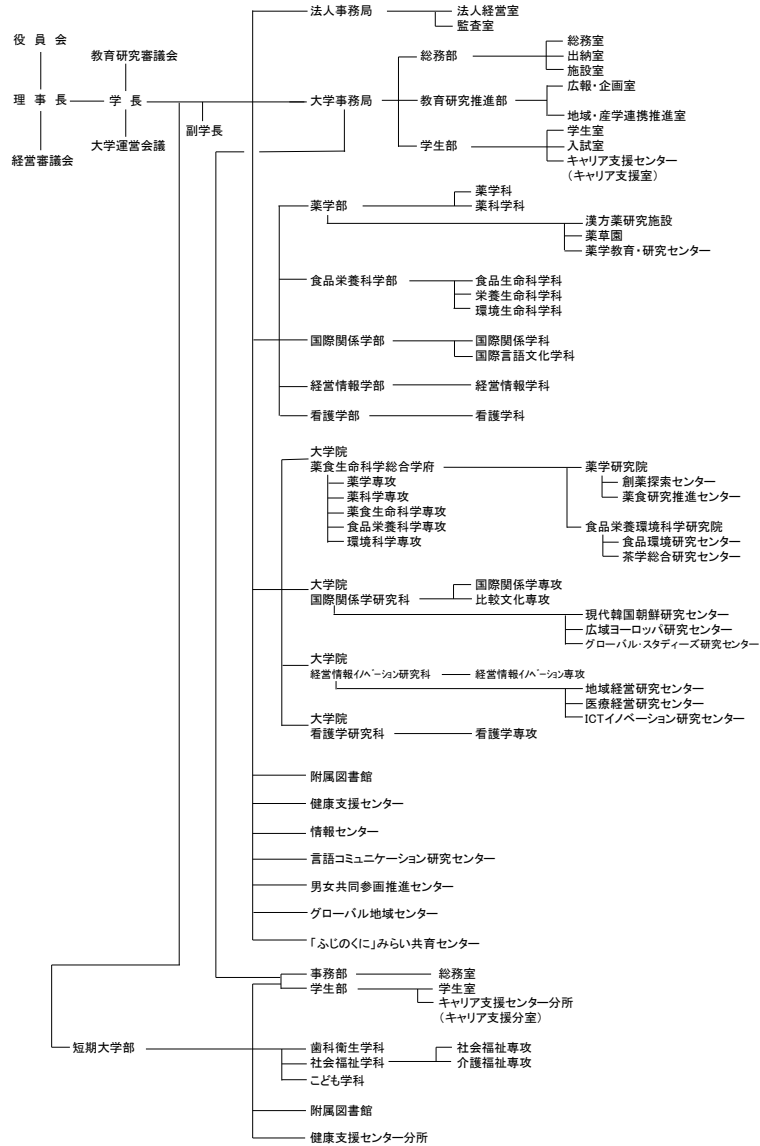 法人事務局 法人経営室
監査室
役 員 会
教育研究審議会
総務部 総務室
出納室
施設室
理 事 長 学 長 副学長 大学事務局 教育研究推進部 広報・企画室
地域・産学連携推進室
経営審議会 大学運営会議
学生部 学生室
入試室
キャリア支援センター
（キャリア支援室）
薬学部 薬学科
薬科学科
漢方薬研究施設
薬草園
薬学教育・研究センター
食品栄養科学部 食品生命科学科
栄養生命科学科
環境生命科学科
国際関係学部 国際関係学科
国際言語文化学科
経営情報学部 経営情報学科
看護学部 看護学科
大学院
薬食生命科学総合学府 薬学研究院
薬学専攻 創薬探索センター
薬科学専攻 薬食研究推進センター
薬食生命科学専攻
食品栄養科学専攻 食品栄養環境科学研究院
環境科学専攻 食品環境研究センター
茶学総合研究センター
大学院 国際関係学専攻
国際関係学研究科 比較文化専攻
現代韓国朝鮮研究センター
広域ヨーロッパ研究センター
グローバル・スタディーズ研究センター
大学院
経営情報ｲﾉﾍﾞｰｼｮﾝ研究科 経営情報ｲﾉﾍﾞｰｼｮﾝ専攻
地域経営研究センター
医療経営研究センター
ICTイノベーション研究センター
大学院
看護学研究科 看護学専攻
附属図書館
健康支援センター
情報センター
言語コミュニケーション研究センター
男女共同参画推進センター
グローバル地域センター
「ふじのくに」みらい共育センター
事務部 総務室
学生部 学生室
キャリア支援センター分所
（キャリア支援分室）
短期大学部 歯科衛生学科 社会福祉専攻
社会福祉学科 介護福祉専攻
こども学科
附属図書館
健康支援センター分所